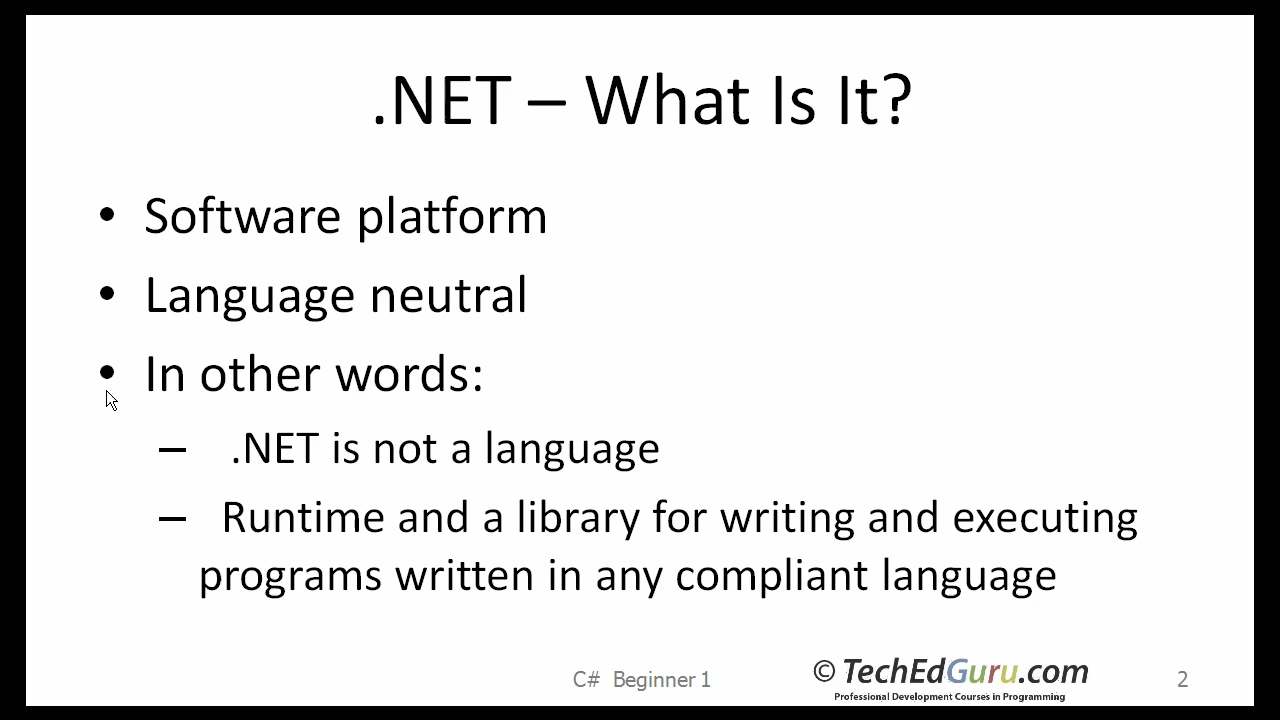 .NET – What Is It?
• Software platform
• Language neutral
• In other words:
– .NET is not a language
– Runtime and a library for writing and executing
programs written in any compliant language
C# Beginner 1
© TechEdGuru.com
Professional Development Courses in Programming
2